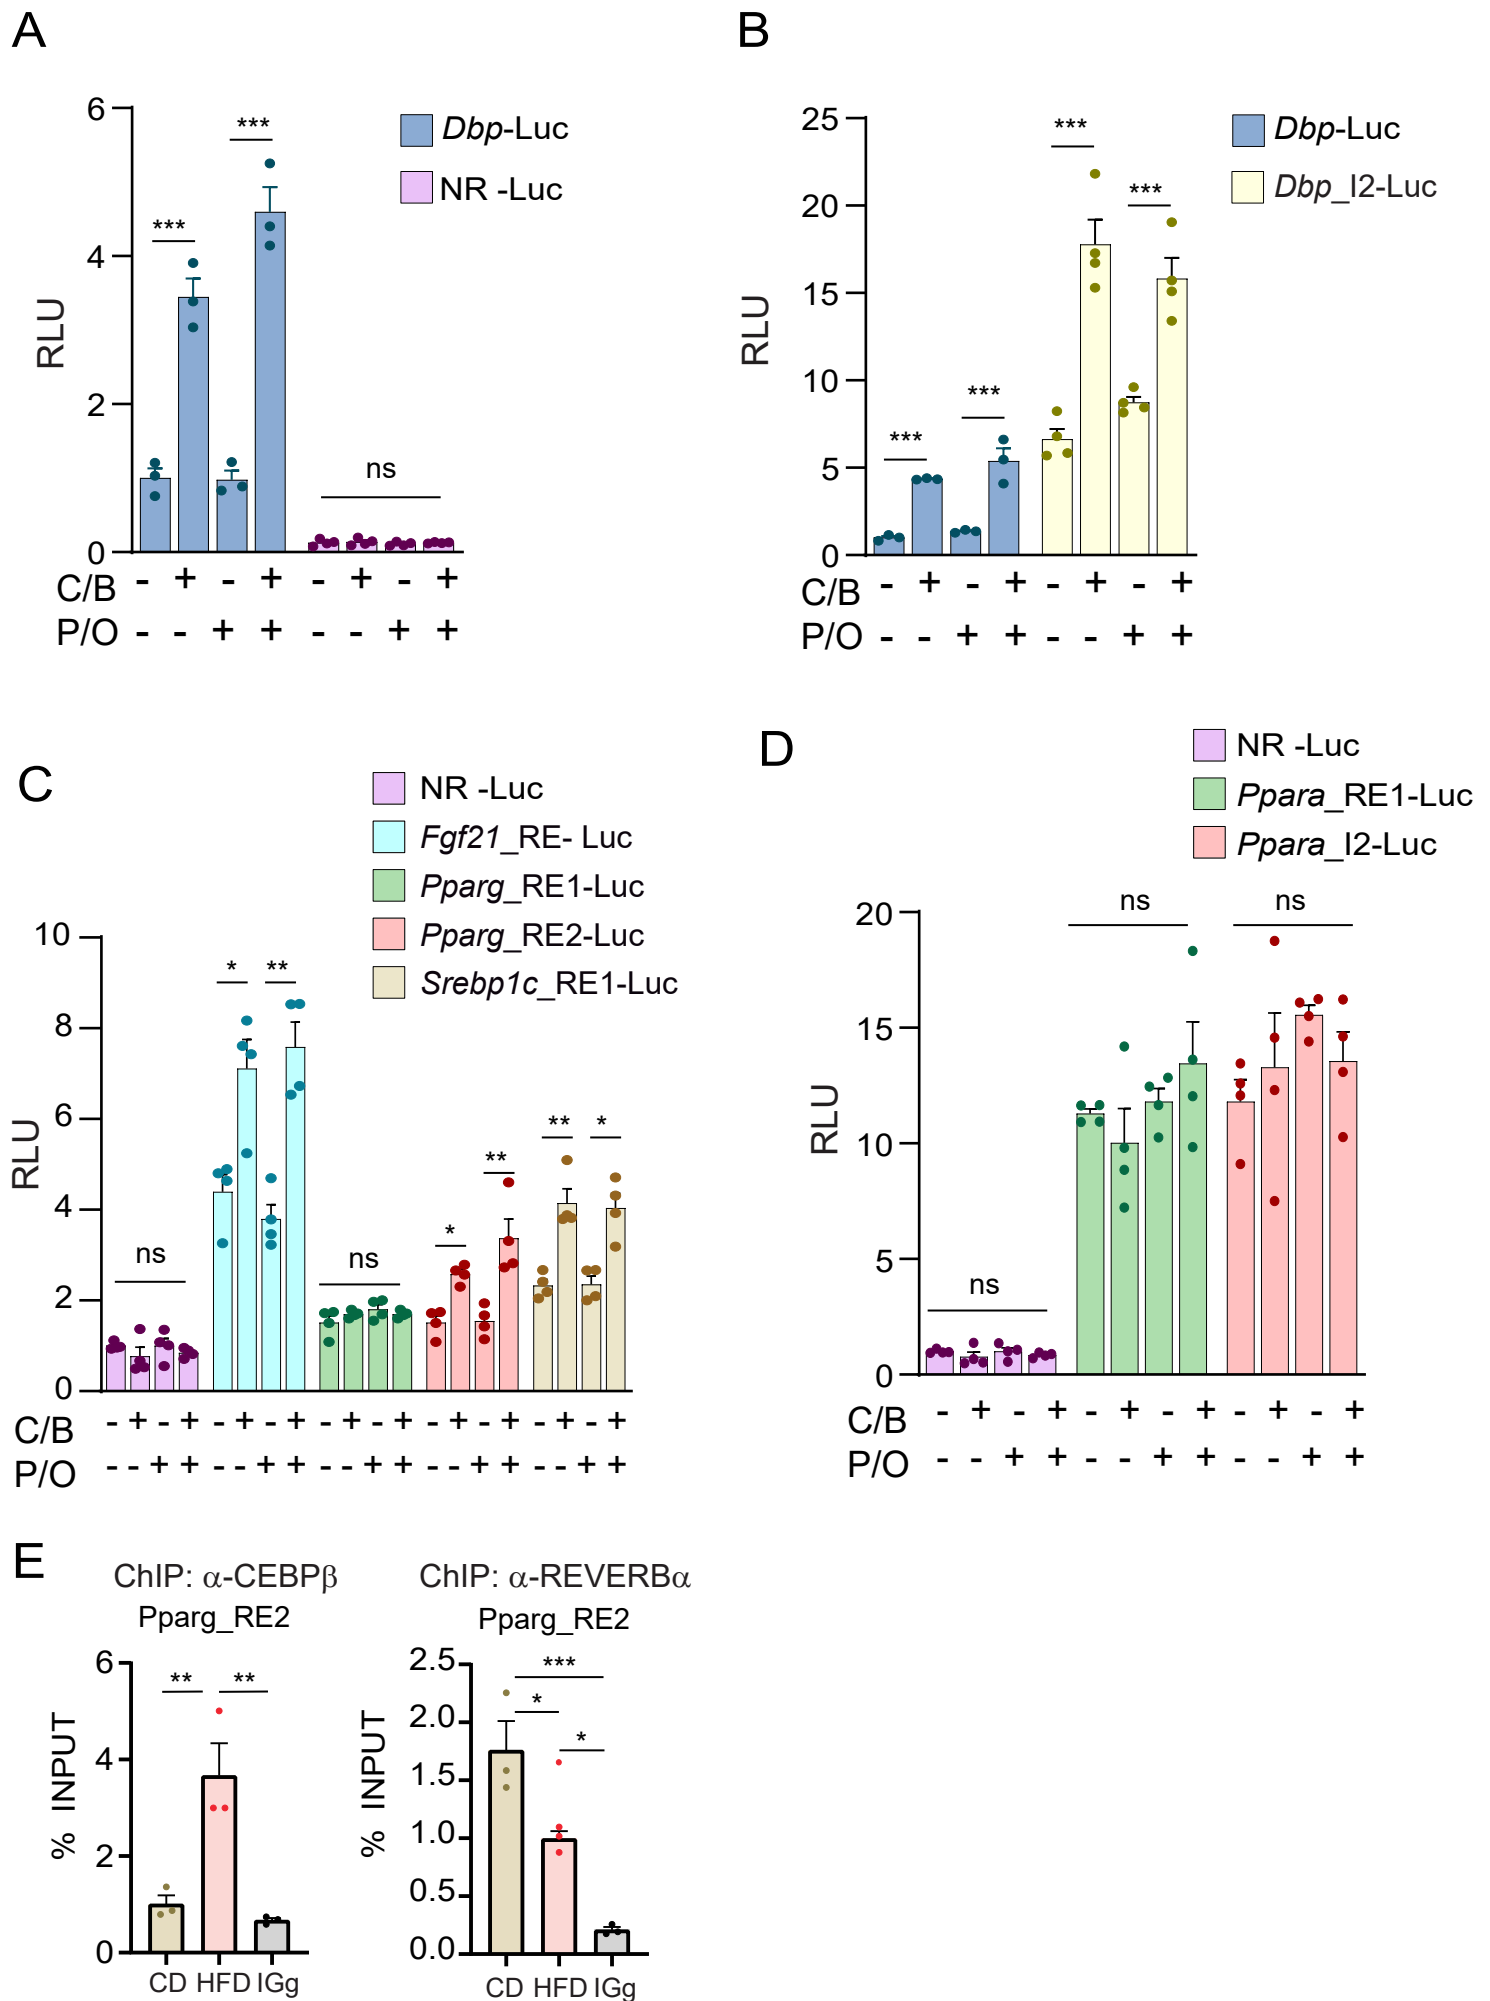 A
6
4
2
0
RLU
***
***
ns
Dbp-Luc
NR -Luc
C/B - + - + - + - +
P/O - - + + - - + +
B
25
20
15
10
5
0
RLU
***
***
***
***
Dbp-Luc
Dbp_I2-Luc
C/B - + - + - + - +
P/O - - + + - - + +
C
NR -Luc
Fgf21_RE- Luc
Pparg_RE1-Luc
Pparg_RE2-Luc
Srebp1c_RE1-Luc
10
8
6
4
2
0
RLU
ns
* **
ns
* **
** *
C/B - + - + - + - + - + - + - + - + - + - +
P/O - - + + - - + + - - + + - - + + - - + +
D
NR -Luc
Ppara_RE1-Luc
Ppara_I2-Luc
20
15
10
5
0
RLU
ns
ns
ns
C/B - + - + - + - + - + - +
P/O - - + + - - + + - - + +
E
ChIP: α-CEBPβ
Pparg_RE2
6
4
2
0
% INPUT
** **
CD HFD IGg
ChIP: α-REVERBα
Pparg_RE2
2.5
2.0
1.5
1.0
0.5
0.0
% INPUT
***
*
*
CD HFD IGg